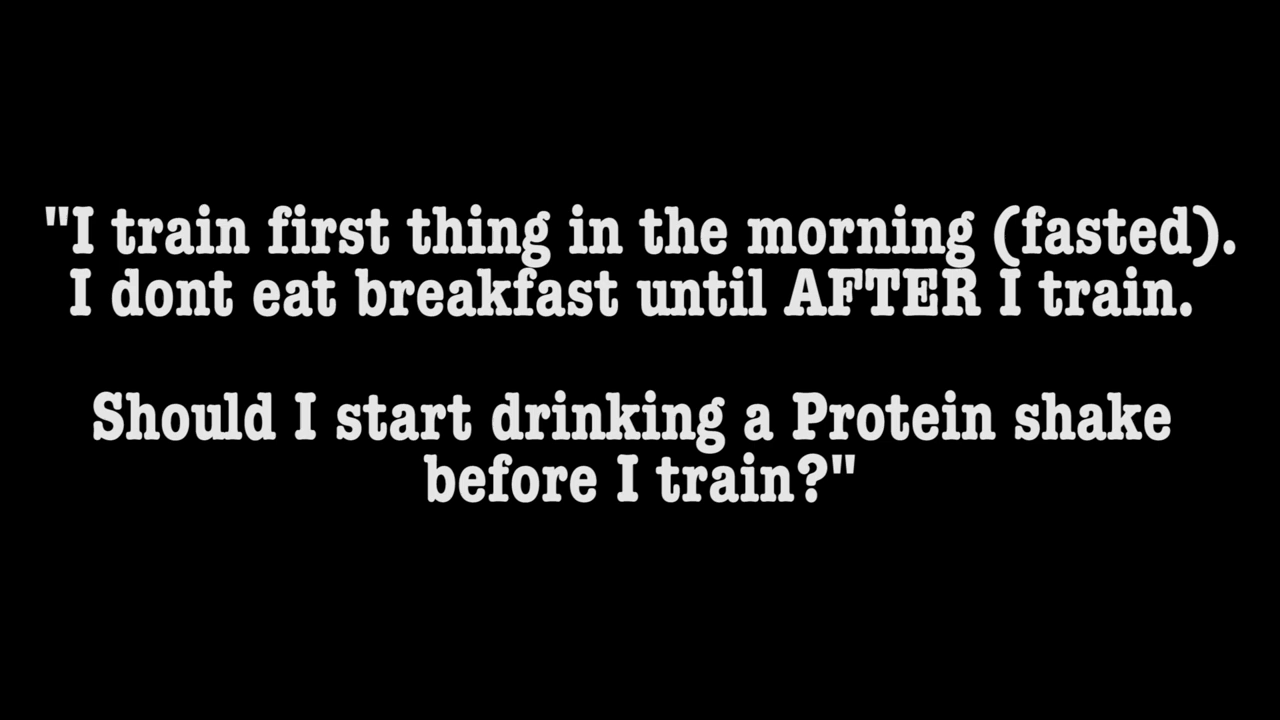 "I train first thing in the morning (fasted).
I dont eat breakfast until AFTER I train.
Should I start drinking a Protein shake
before I train?"